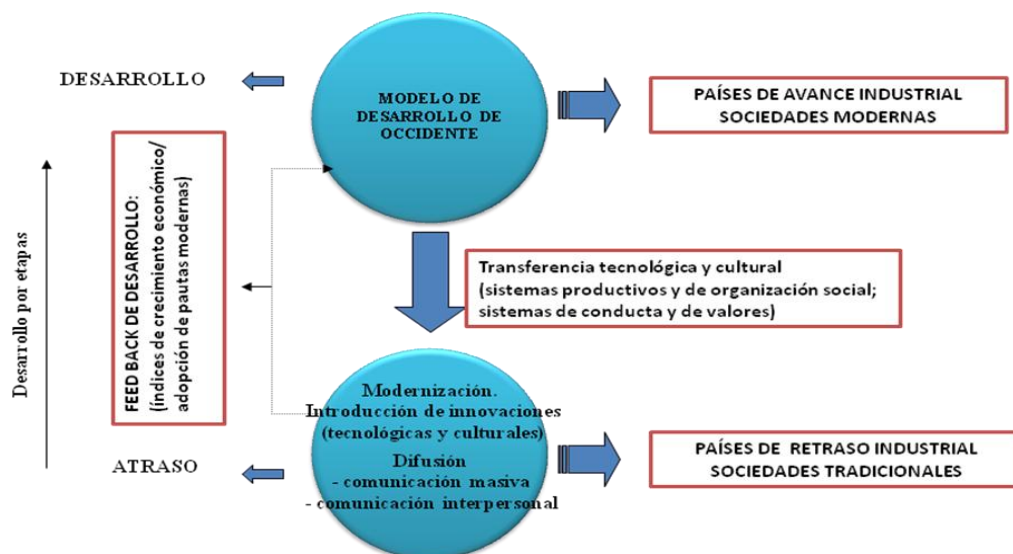 DESARROLLO
MODELO DE
DESARROLLO DE
OCCIDENTE
PAÍSES DE AVANCE INDUSTRIAL
SOCIEDADES MODERNAS
Desarrollo por etapas
FEED BACK DE DESARROLLO:
(índices de crecimiento económico/
adopción de pautas modernas)
Transferencia tecnológica y cultural
(sistemas productivos y de organización social;
sistemas de conducta y de valores)
ATRASO
Modernización.
Introducción de innovaciones
(tecnológicas y culturales)
Difusión
- comunicación masiva
- comunicación interpersonal
PAÍSES DE RETRASO INDUSTRIAL
SOCIEDADES TRADICIONALES